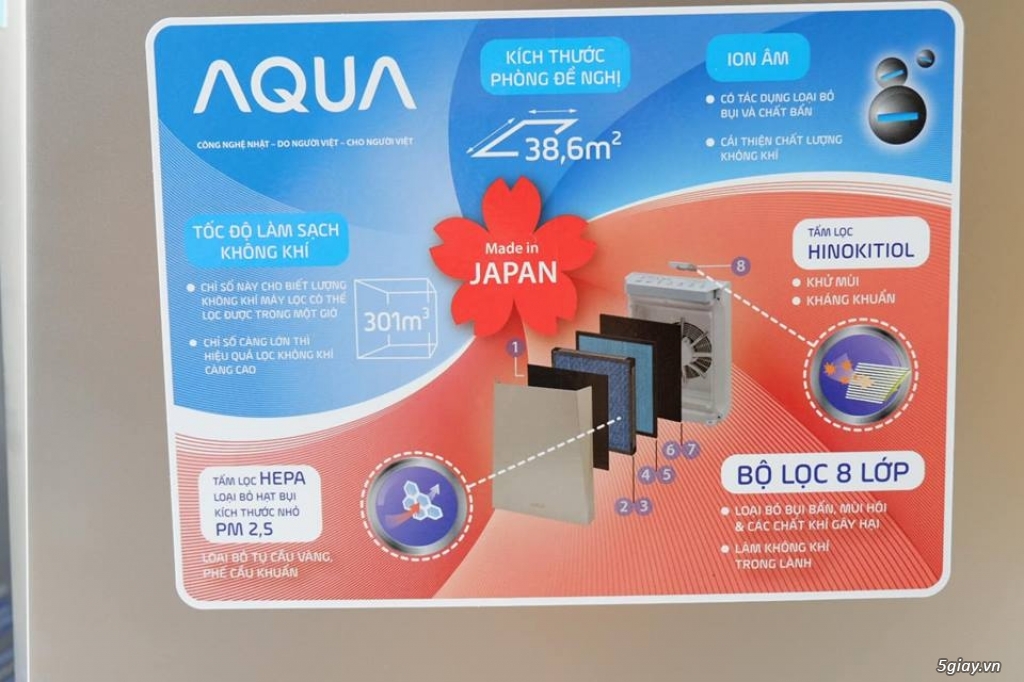 AQUA
CÔNG NGHỆ NHẬT – DO NGƯỜI VIỆT – CHO NGƯỜI VIỆT
KÍCH THƯỚC
PHÒNG ĐỀ NGHỊ
38,6m²
ION ÂM
CÓ TÁC DỤNG LOẠI BỎ
BỤI VÀ CHẤT BẨN
CẢI THIỆN CHẤT LƯỢNG
KHÔNG KHÍ
TỐC ĐỘ LÀM SẠCH
KHÔNG KHÍ
CHỈ SỐ NÀY CHO BIẾT LƯỢNG
KHÔNG KHÍ MÁY LỌC CÓ THỂ
LỌC ĐƯỢC TRONG MỘT GIỜ
CHỈ SỐ CÀNG LỚN THÌ
HIỆU QUẢ LỌC KHÔNG KHÍ
CÀNG CAO
301m³
Made in
JAPAN
TẤM LỌC
HINOKITIOL
KHỬ MÙI
KHÁNG KHUẨN
8
1
6 7
4 5
2 3
TẤM LỌC HEPA
LOẠI BỎ HẠT BỤI
KÍCH THƯỚC NHỎ
PM 2,5
LOẠI BỎ TỤ CẦU VÀNG,
PHẾ CẦU KHUẨN
BỘ LỌC 8 LỚP
LOẠI BỎ BỤI BẨN, MÙI HÔI
& CÁC CHẤT KHÍ GÂY HẠI
LÀM KHÔNG KHÍ
TRONG LÀNH
5giay.vn